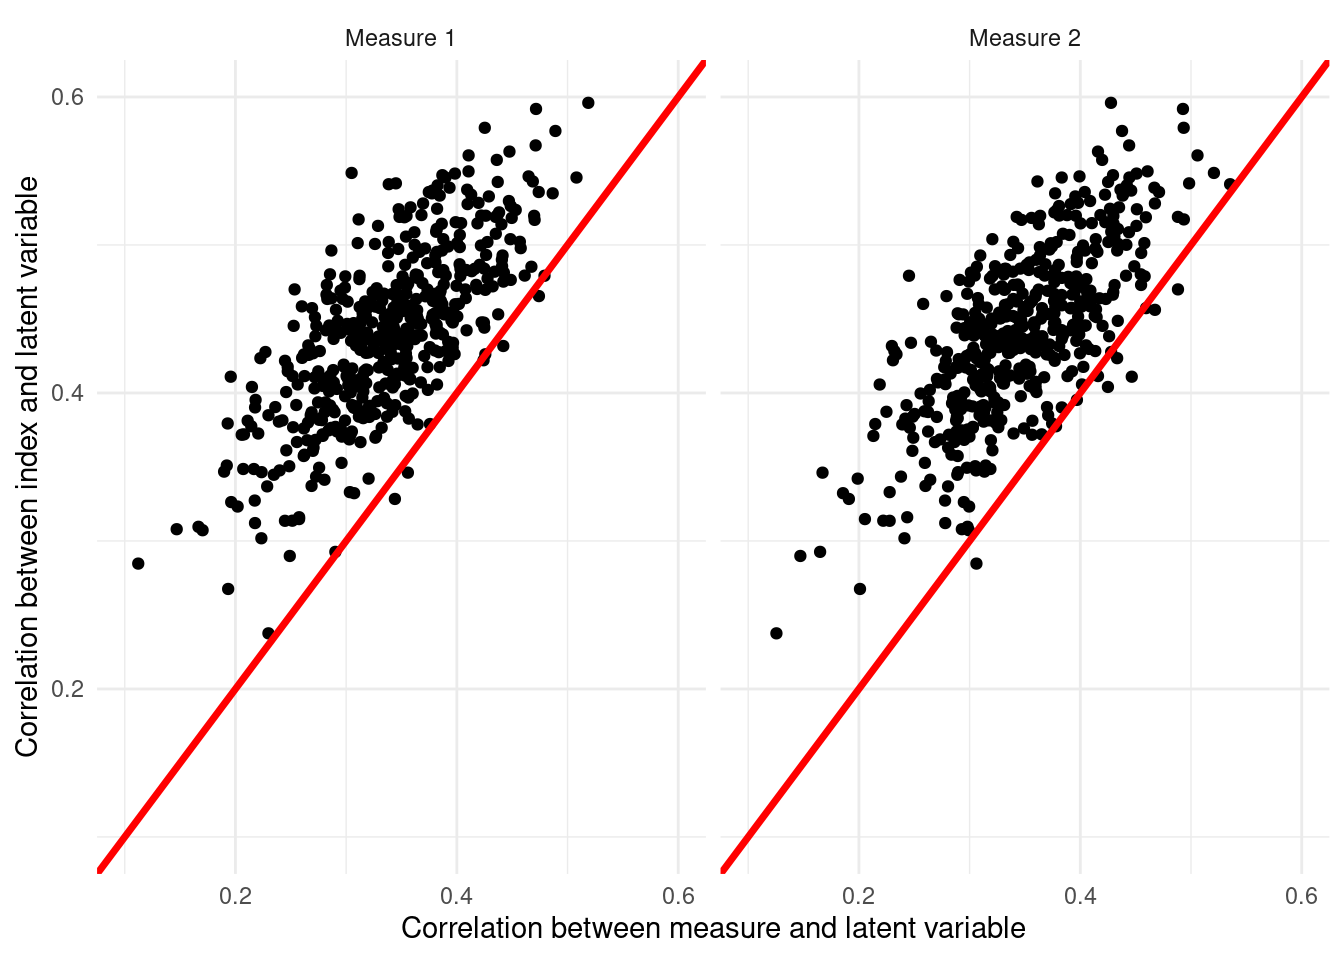 Measure 1
Measure 2
Correlation between index and latent variable
0.6
0.4
0.2
0.2
0.4
0.6
0.2
0.4
0.6
Correlation between measure and latent variable